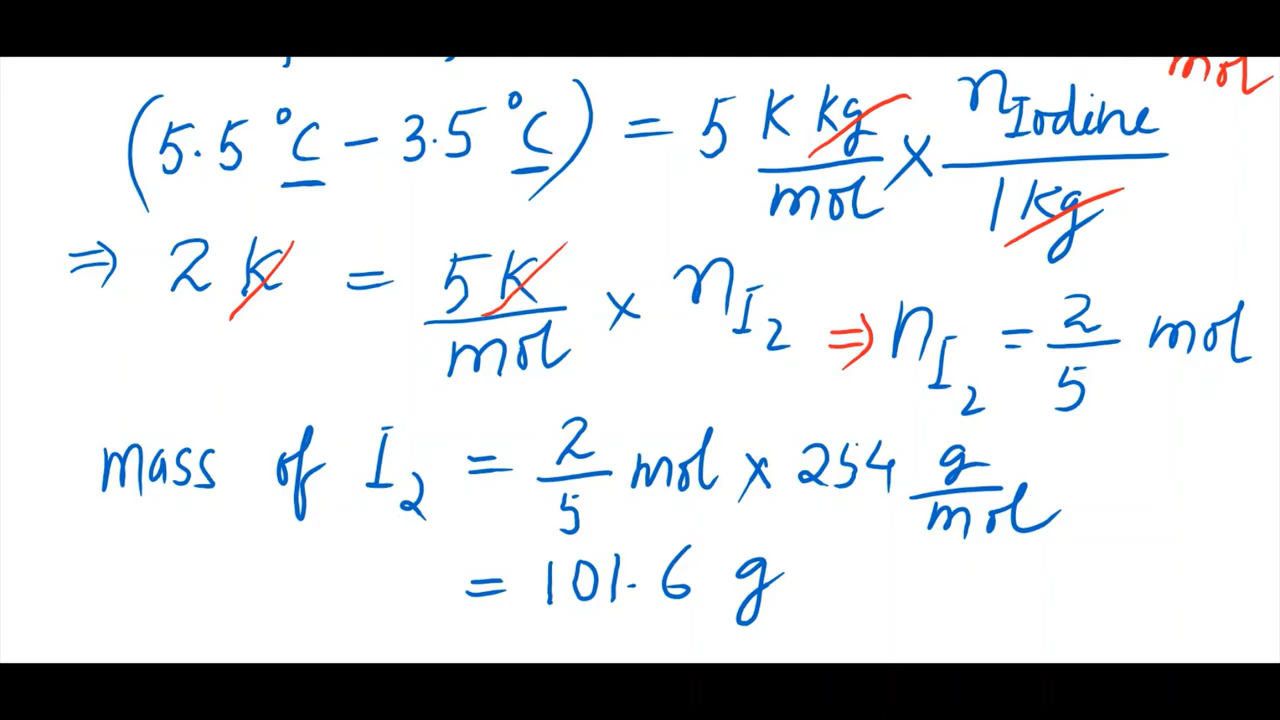 mol
(5.5 °C − 3.5 °C) = 5 K kg/mol × n_Iodine/1 kg
⇒ 2 K = 5 K/mol × n_I₂ ⇒ n_I₂ = 2/5 mol
mass of I₂ = 2/5 mol × 254 g/mol
= 101.6 g